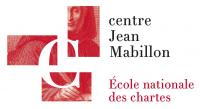 C
centre
Jean
Mabillon
École nationale
des chartes